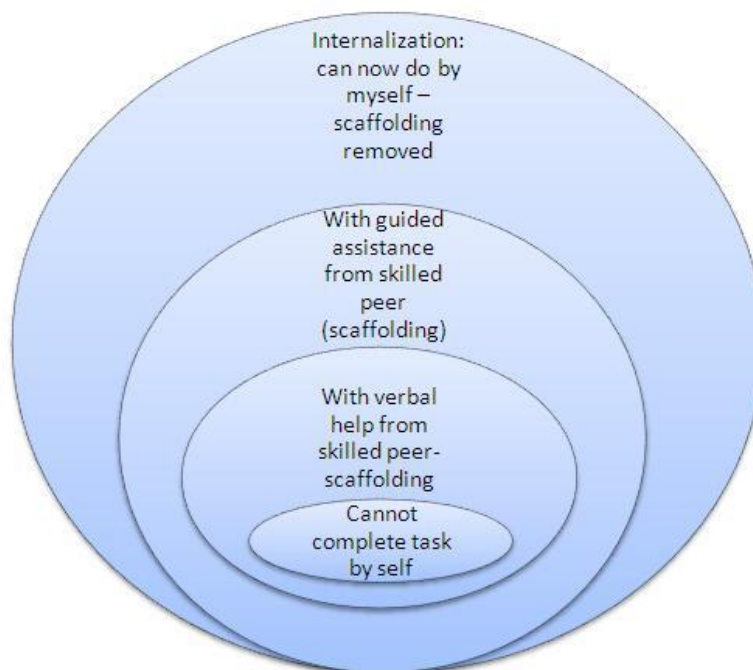 Internalization:
can now do by
myself –
scaffolding
removed
With guided
assistance
from skilled
peer
(scaffolding)
With verbal
help from
skilled peer-
scaffolding
Cannot
complete task
by self